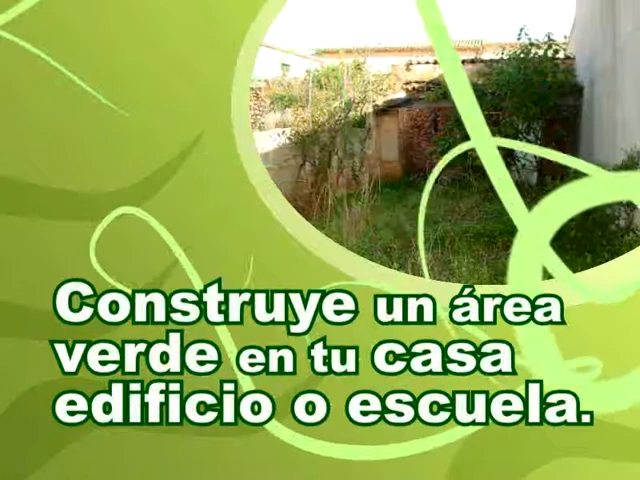 Construye un área
verde en tu casa
edificio o escuela.